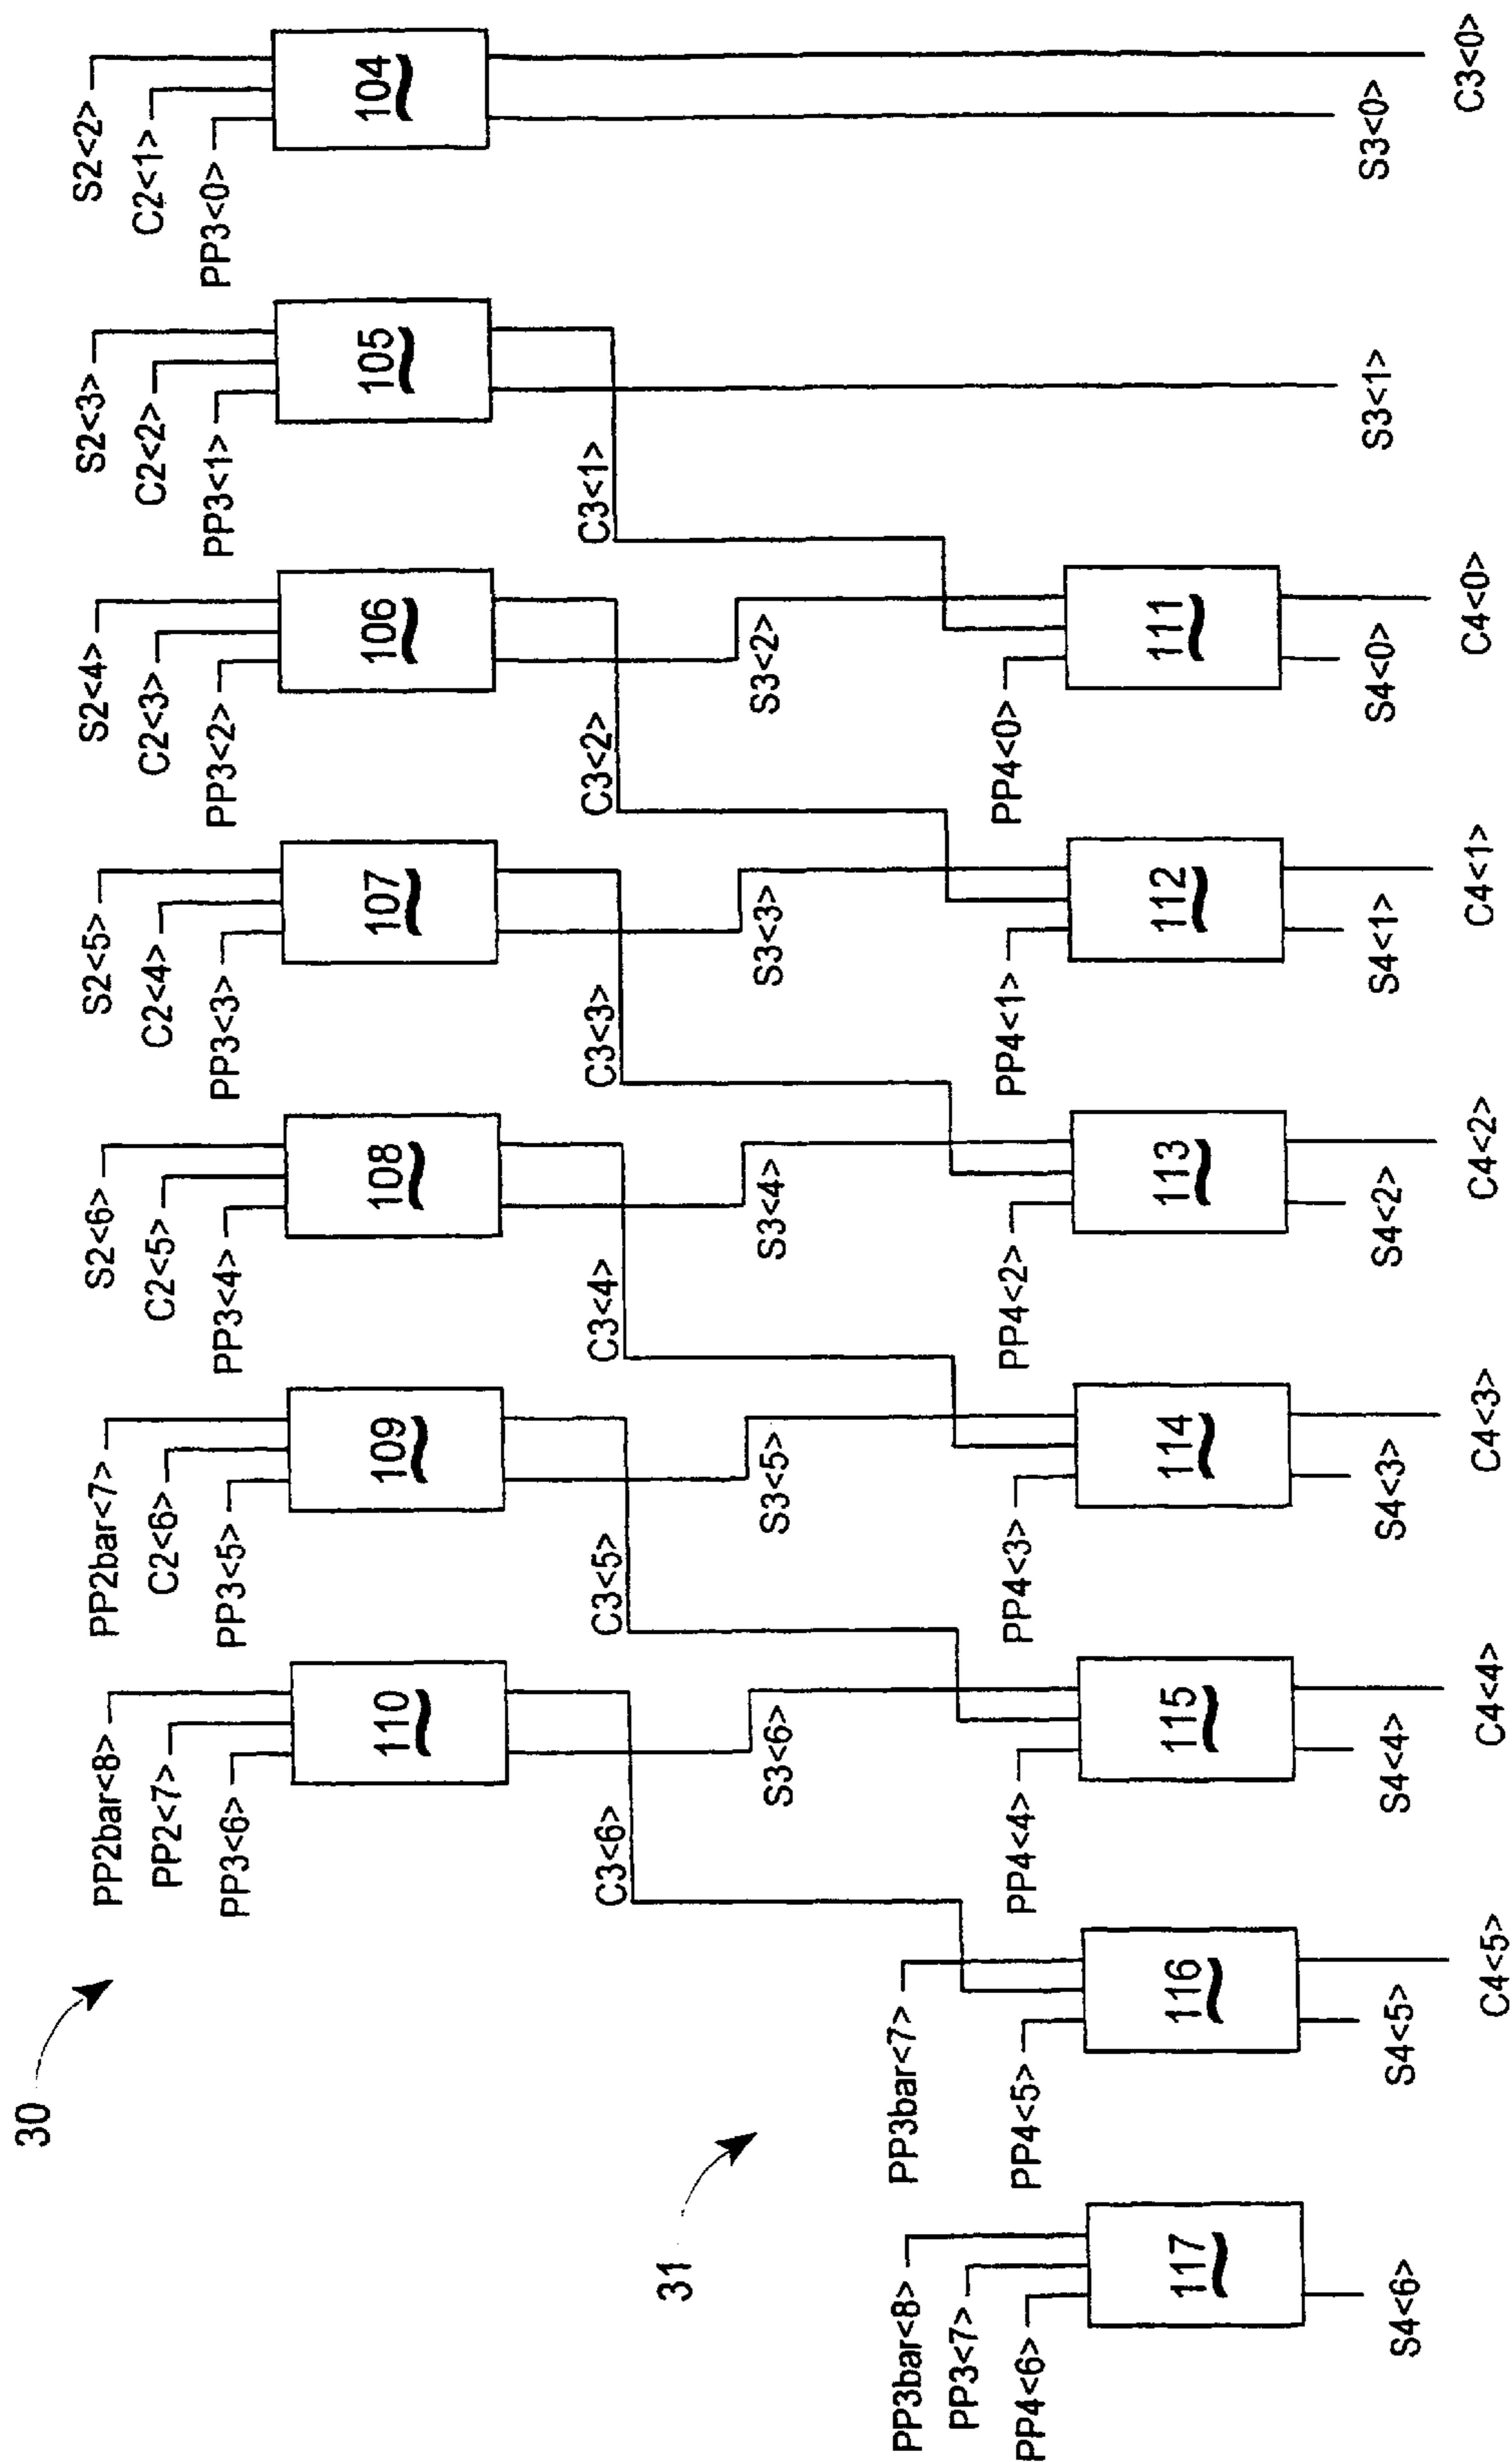 30
PP2bar<8>
PP2<7>
PP3<6>
110
PP2bar<7>
C2<6>
PP3<5>
109
S2<6>
C2<5>
PP3<4>
108
S2<5>
C2<4>
PP3<3>
107
S2<4>
C2<3>
PP3<2>
106
S2<3>
C2<2>
PP3<1>
105
S2<2>
C2<1>
PP3<0>
104
C3<6>
C3<5>
C3<4>
C3<3>
C3<2>
C3<1>
S3<6>
S3<5>
S3<4>
S3<3>
S3<2>
31
PP3bar<8>
PP3<7>
PP4<6>
117
PP3bar<7>
PP4<5>
116
PP4<4>
115
PP4<3>
114
PP4<2>
113
PP4<1>
112
PP4<0>
111
S4<6>
S4<5>
S4<4>
S4<3>
S4<2>
S4<1>
S4<0>
S3<1>
S3<0>
C4<5>
C4<4>
C4<3>
C4<2>
C4<1>
C4<0>
C3<0>